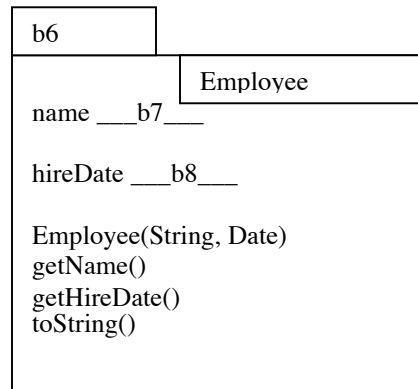 b6
Employee
name ___b7___
hireDate ___b8___
Employee(String, Date)
getName()
getHireDate()
toString()